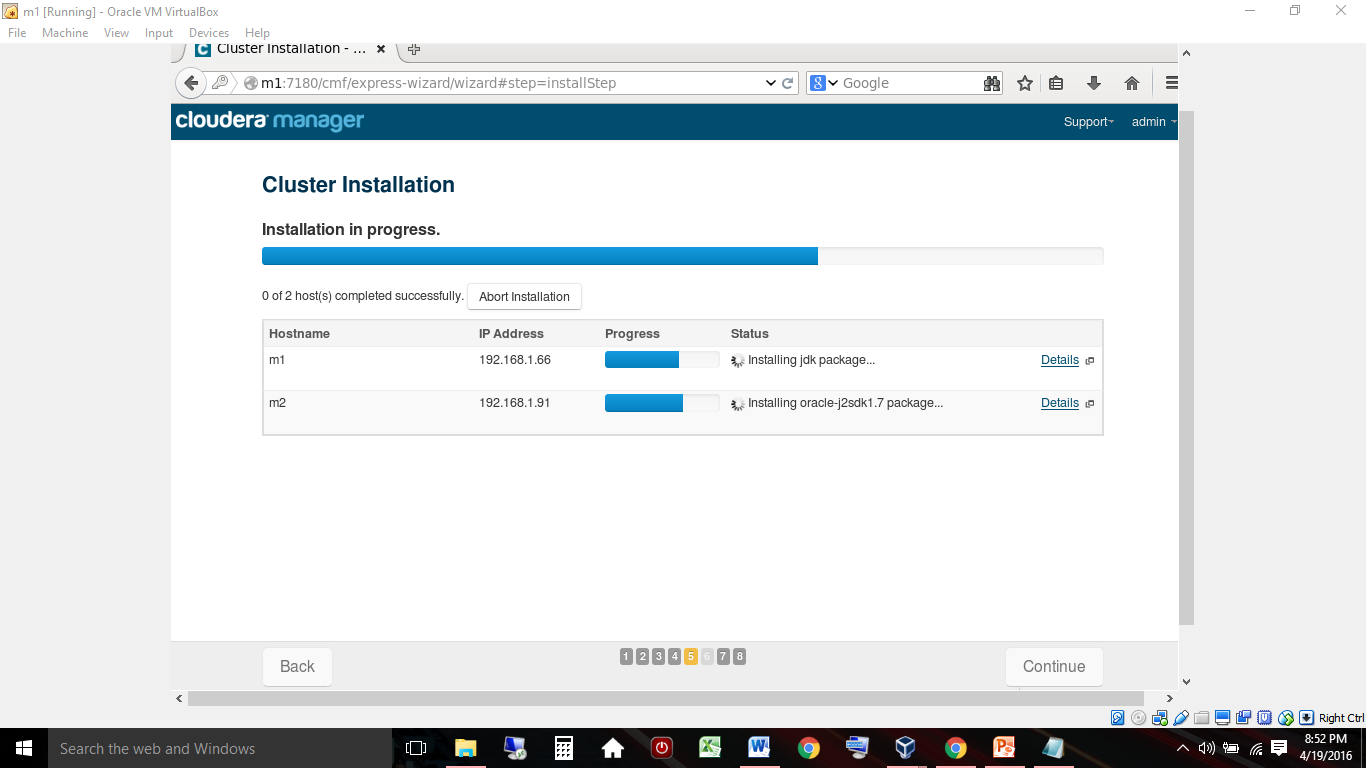 m1 [Running] - Oracle VM VirtualBox
File Machine View Input Devices Help
Cluster Installation - ...
m1:7180/cmf/express-wizard/wizard#step=installStep
Google
cloudera manager
Support
admin
Cluster Installation
Installation in progress.
0 of 2 host(s) completed successfully. Abort Installation
Hostname IP Address Progress Status
m1 192.168.1.66 Installing jdk package... Details
m2 192.168.1.91 Installing oracle-j2sdk1.7 package... Details
Back 1 2 3 4 5 6 7 8 Continue
Right Ctrl
Search the web and Windows
8:52 PM
4/19/2016